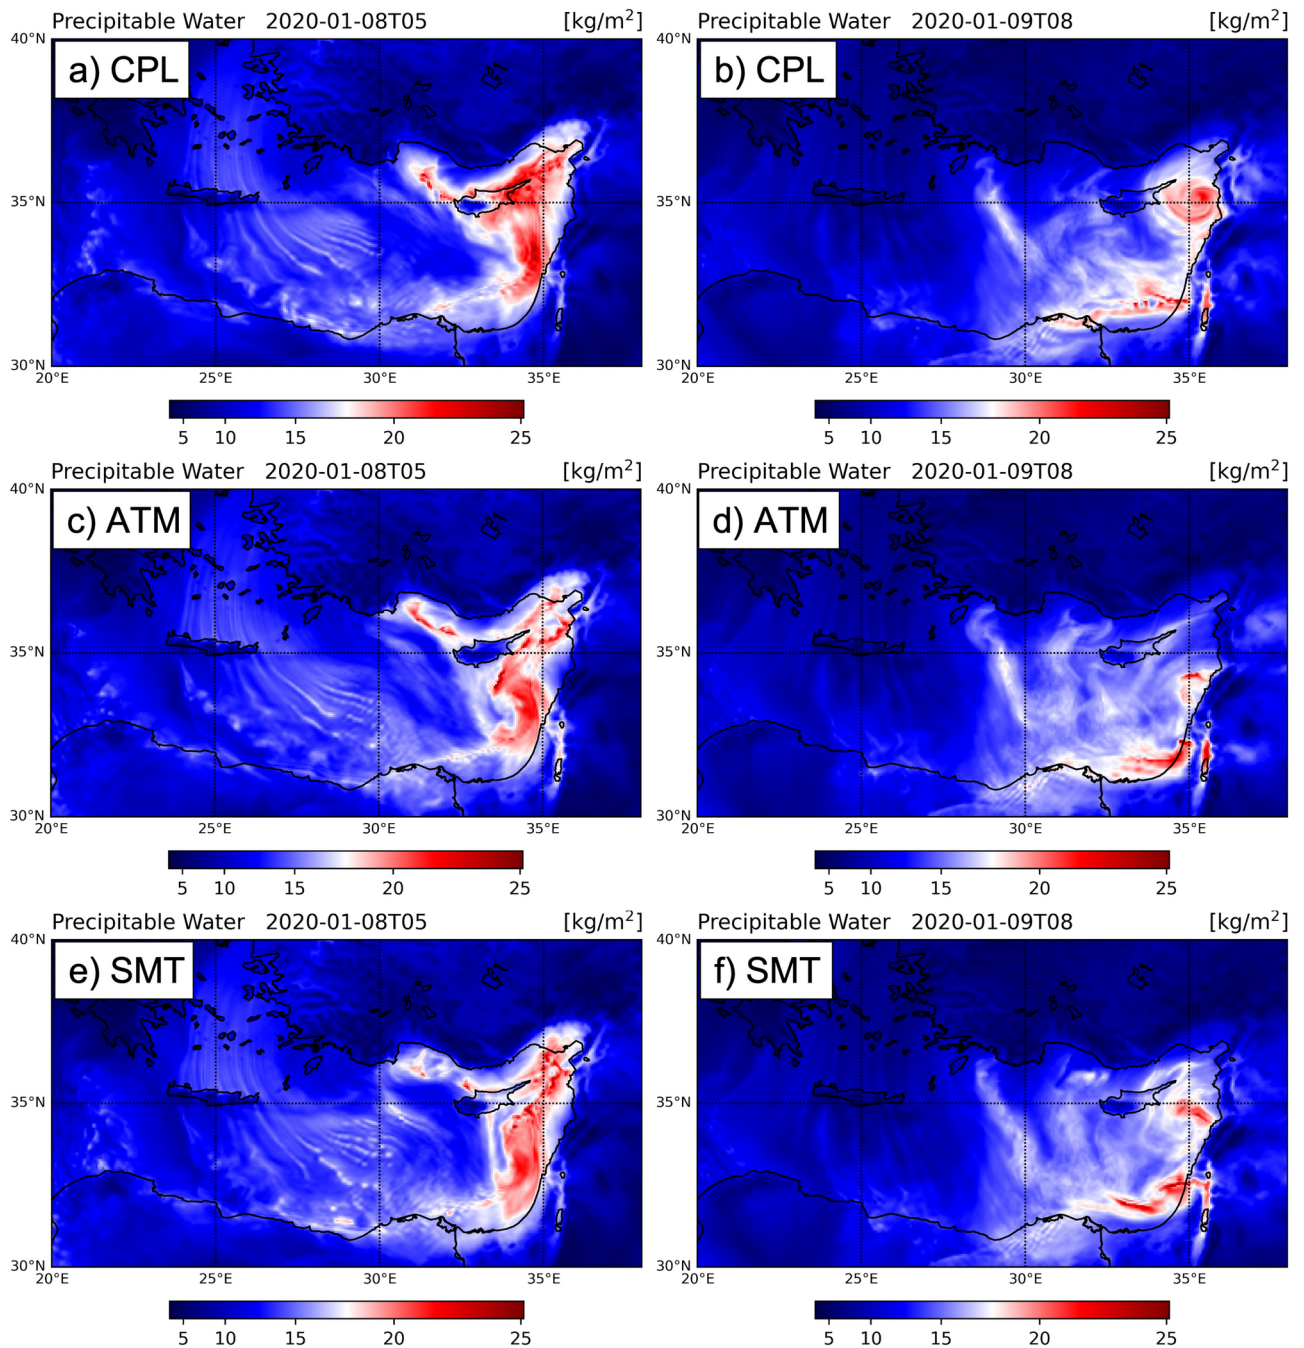 Precipitable Water 2020-01-08T05 [kg/m²]
a) CPL
40°N
35°N
30°N
20°E 25°E 30°E 35°E
5 10 15 20 25
Precipitable Water 2020-01-09T08 [kg/m²]
b) CPL
40°N
35°N
30°N
20°E 25°E 30°E 35°E
5 10 15 20 25
Precipitable Water 2020-01-08T05 [kg/m²]
c) ATM
40°N
35°N
30°N
20°E 25°E 30°E 35°E
5 10 15 20 25
Precipitable Water 2020-01-09T08 [kg/m²]
d) ATM
40°N
35°N
30°N
20°E 25°E 30°E 35°E
5 10 15 20 25
Precipitable Water 2020-01-08T05 [kg/m²]
e) SMT
40°N
35°N
30°N
20°E 25°E 30°E 35°E
5 10 15 20 25
Precipitable Water 2020-01-09T08 [kg/m²]
f) SMT
40°N
35°N
30°N
20°E 25°E 30°E 35°E
5 10 15 20 25